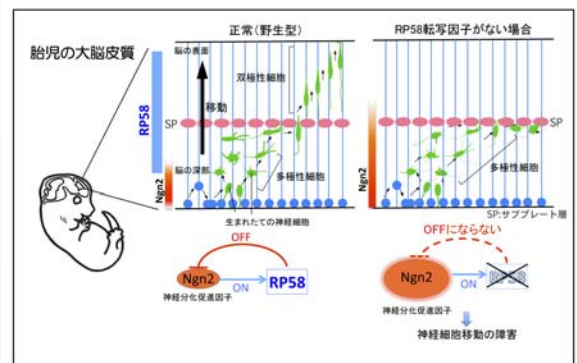 胎児の大脳皮質
正常(野生型)
脳の表面
双極性細胞
移動
RP58
SP
脳の深部
多極性細胞
Ngn2
生まれたての神経細胞
OFF
Ngn2
ON
RP58
神経分化促進因子
RP58転写因子がない場合
SP
多極性細胞
Ngn2
SP:サブプレート層
OFFにならない
Ngn2
ON
RP58
神経分化促進因子
神経細胞移動の障害